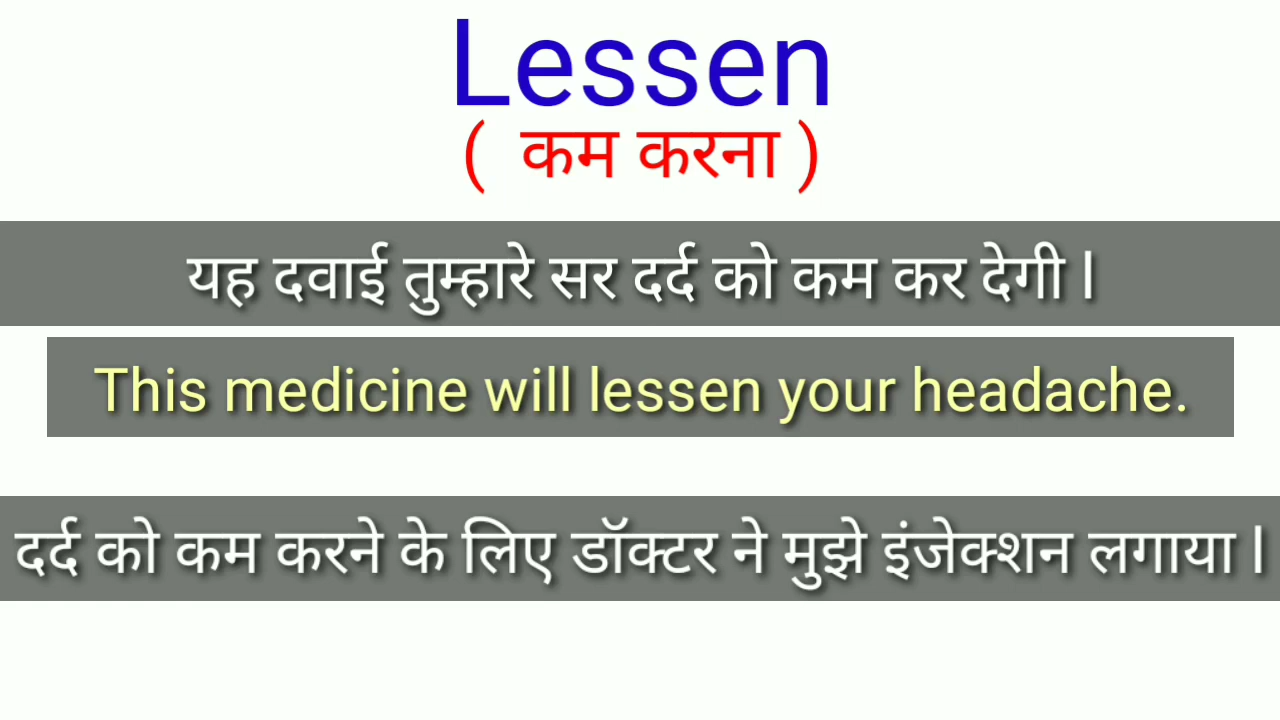 Lessen
( कम करना )
यह दवाई तुम्हारे सर दर्द को कम कर देगी l
This medicine will lessen your headache.
दर्द को कम करने के लिए डॉक्टर ने मुझे इंजेक्शन लगाया l